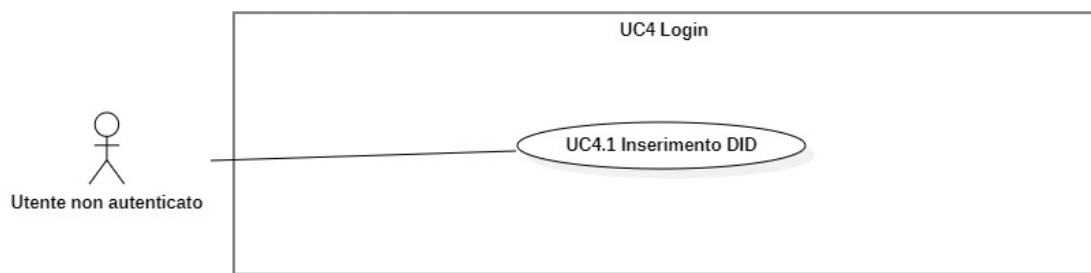 UC4 Login
UC4.1 Inserimento DID
Utente non autenticato